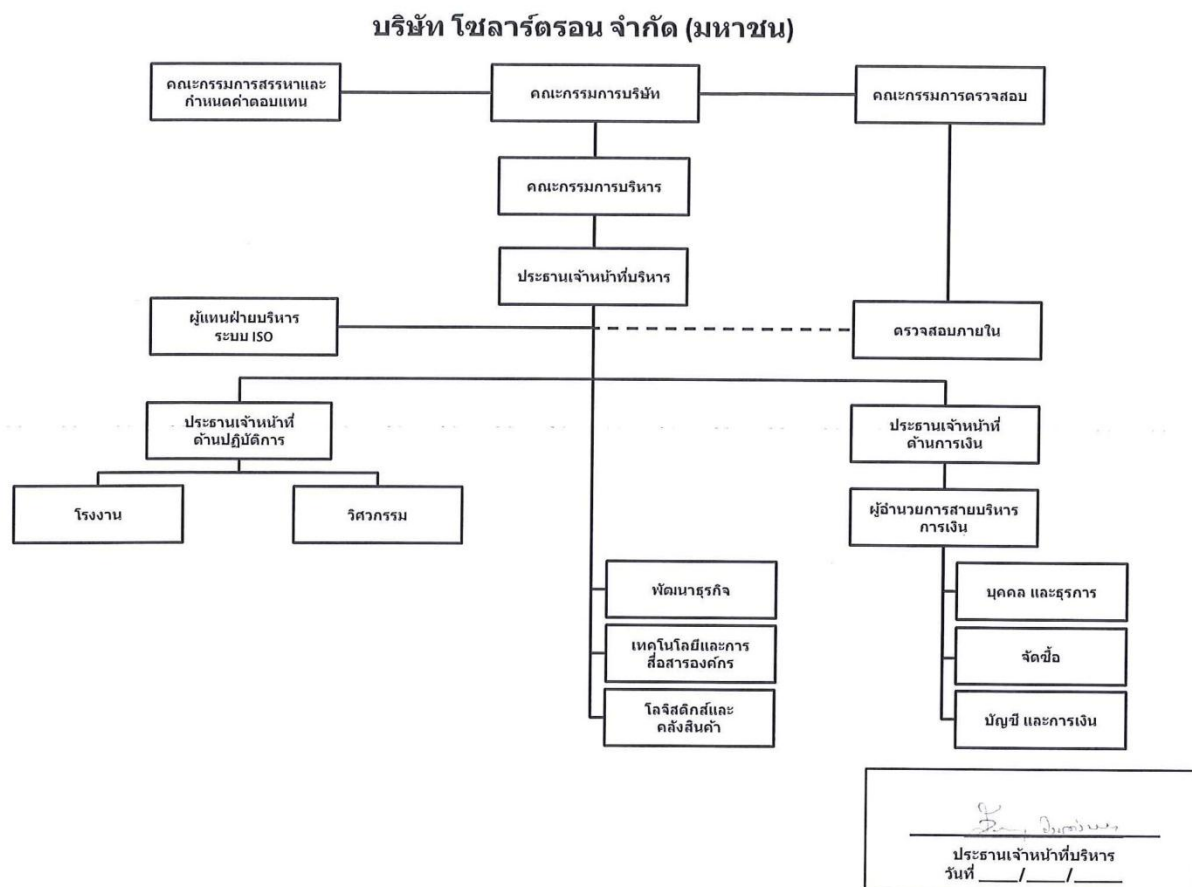 บริษัท โซลาร์ตรอน จำกัด (มหาชน)
คณะกรรมการสรรหาและ
กำหนดค่าตอบแทน
คณะกรรมการบริษัท
คณะกรรมการตรวจสอบ
คณะกรรมการบริหาร
ประธานเจ้าหน้าที่บริหาร
ผู้แทนฝ่ายบริหาร
ระบบ ISO
ตรวจสอบภายใน
ประธานเจ้าหน้าที่
ด้านปฏิบัติการ
ประธานเจ้าหน้าที่
ด้านการเงิน
โรงงาน
วิศวกรรม
ผู้อำนวยการสายบริหาร
การเงิน
พัฒนาธุรกิจ
เทคโนโลยีและการ
สื่อสารองค์กร
โลจิสติกส์และ
คลังสินค้า
บุคคล และธุรการ
จัดซื้อ
บัญชี และการเงิน
ประธานเจ้าหน้าที่บริหาร
วันที่ ____/____/_____